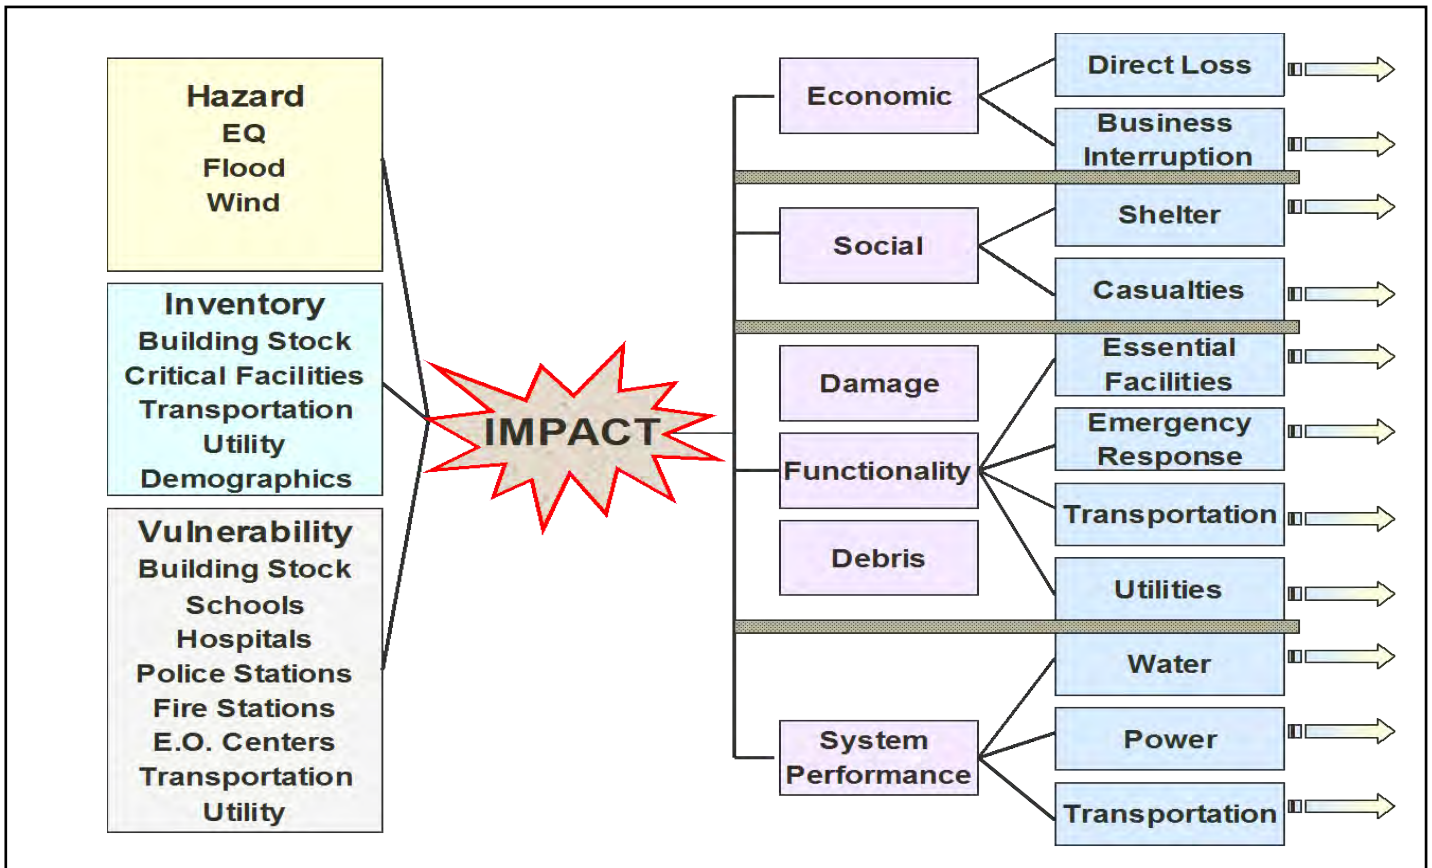 Hazard
EQ
Flood
Wind
Inventory
Building Stock
Critical Facilities
Transportation
Utility
Demographics
Vulnerability
Building Stock
Schools
Hospitals
Police Stations
Fire Stations
E.O. Centers
Transportation
Utility
IMPACT
Economic
Social
Damage
Functionality
Debris
System
Performance
Direct Loss
Business
Interruption
Shelter
Casualties
Essential
Facilities
Emergency
Response
Transportation
Utilities
Water
Power
Transportation